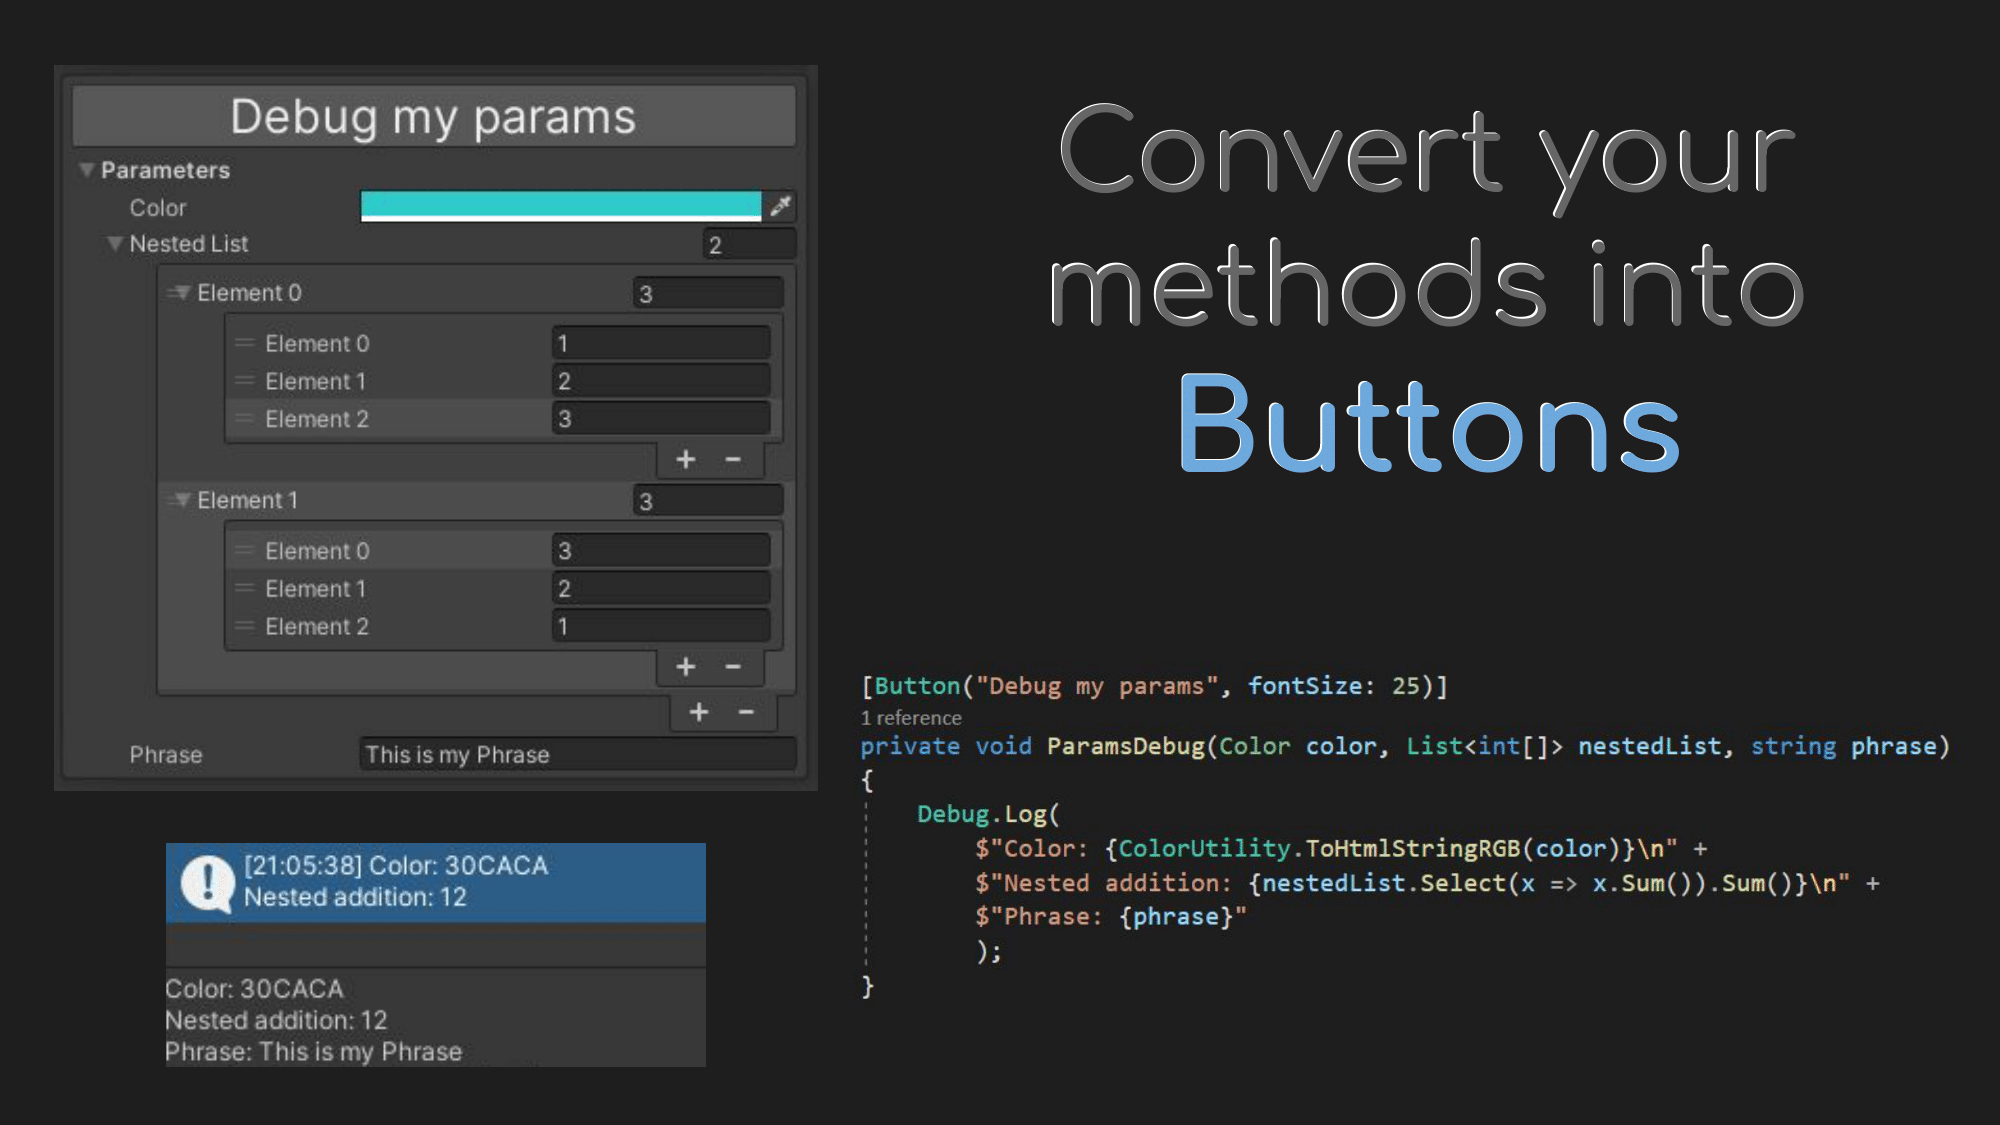 Debug my params
Parameters
Color
Nested List 2
Element 0 3
Element 0 1
Element 1 2
Element 2 3
+ −
Element 1 3
Element 0 3
Element 1 2
Element 2 1
+ −
+ −
Phrase This is my Phrase
[21:05:38] Color: 30CACA
Nested addition: 12
Color: 30CACA
Nested addition: 12
Phrase: This is my Phrase
Convert your
methods into
Buttons
[Button("Debug my params", fontSize: 25)]
1 reference
private void ParamsDebug(Color color, List<int[]> nestedList, string phrase)
{
Debug.Log(
$"Color: {ColorUtility.ToHtmlStringRGB(color)}\n" +
$"Nested addition: {nestedList.Select(x => x.Sum()).Sum()}\n" +
$"Phrase: {phrase}"
);
}